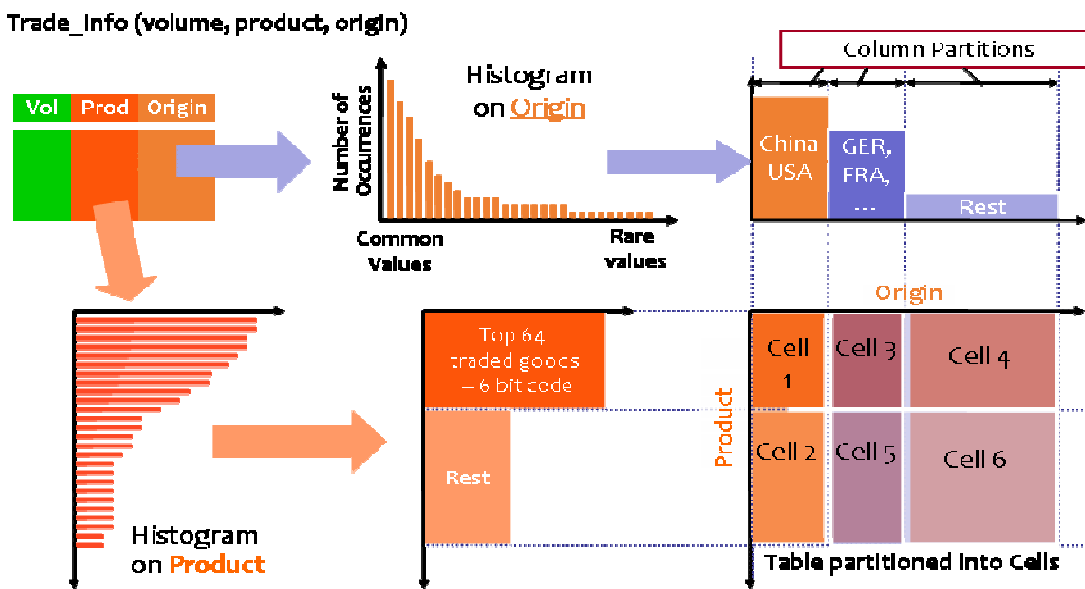 Trade_Info (volume, product, origin)
Column Partitions
Vol Prod Origin
Number of
Occurrences
Histogram
on Origin
Common
Values
Rare
values
China
USA
GER,
FRA,
...
Rest
Histogram
on Product
Top 64
traded goods
– 6 bit code
Rest
Origin
Product
Cell
1
Cell 3
Cell 4
Cell 2
Cell 5
Cell 6
Table partitioned into Cells